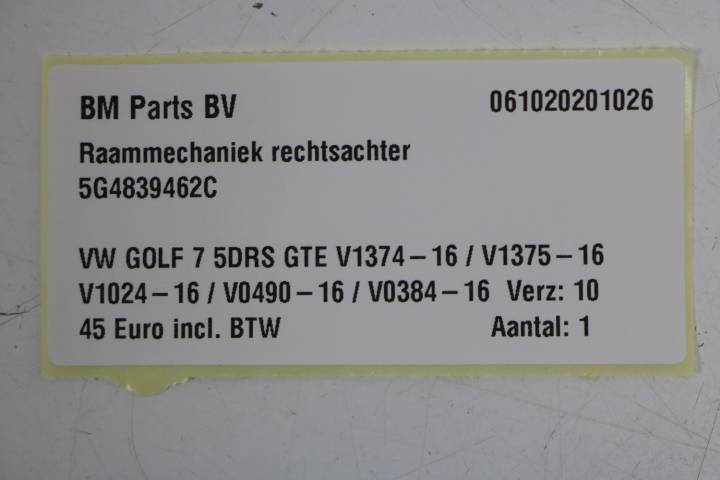 BM Parts BV 061020201026
Raammechaniek rechtsachter
5G4839462C
VW GOLF 7 5DRS GTE V1374-16 / V1375-16
V1024-16 / V0490-16 / V0384-16 Verz: 10
45 Euro incl. BTW Aantal: 1